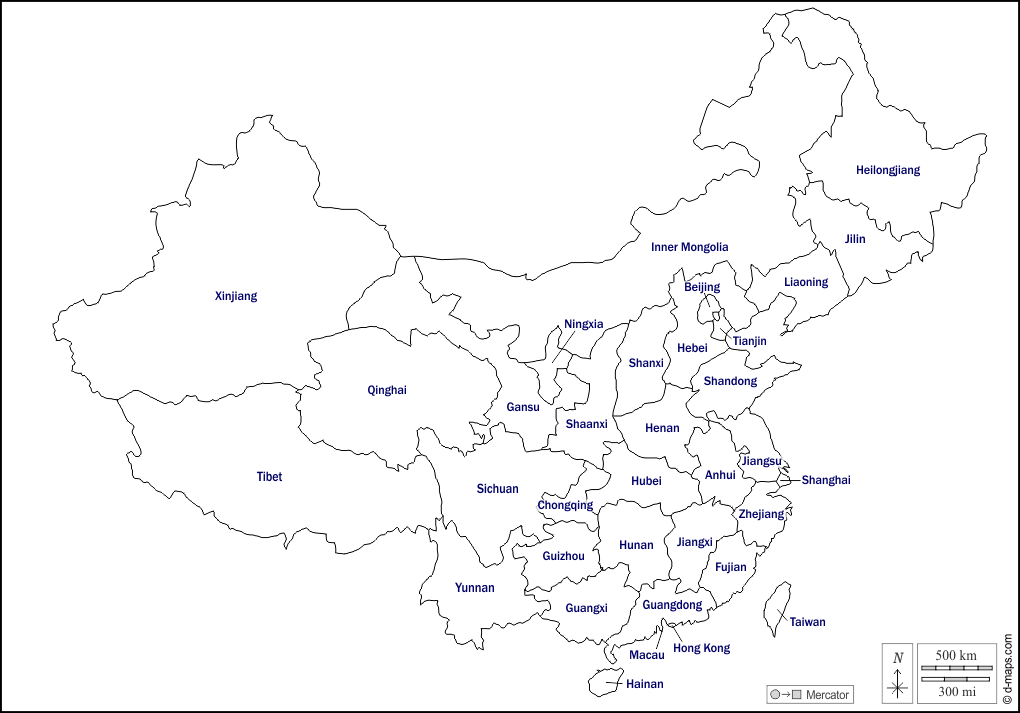 Heilongjiang
Jilin
Inner Mongolia
Liaoning
Beijing
Xinjiang
Ningxia
Tianjin
Hebei
Shanxi
Shandong
Qinghai
Gansu
Shaanxi
Henan
Jiangsu
Tibet
Anhui
Shanghai
Sichuan
Hubei
Chongqing
Zhejiang
Hunan
Jiangxi
Guizhou
Fujian
Yunnan
Guangxi
Guangdong
Taiwan
Macau
Hong Kong
Hainan
N
500 km
300 mi
Mercator
© d-maps.com